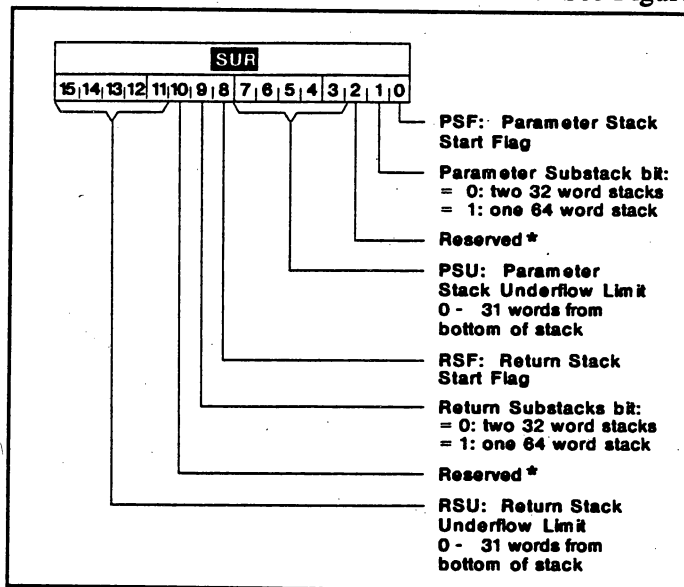 SUR
15 14 13 12 11 10 9 8 7 6 5 4 3 2 1 0
PSF: Parameter Stack
Start Flag
Parameter Substack bit:
= 0: two 32 word stacks
= 1: one 64 word stack
Reserved *
PSU: Parameter
Stack Underflow Limit
0 - 31 words from
bottom of stack
RSF: Return Stack
Start Flag
Return Substacks bit:
= 0: two 32 word stacks
= 1: one 64 word stack
Reserved *
RSU: Return Stack
Underflow Limit
0 - 31 words from
bottom of stack